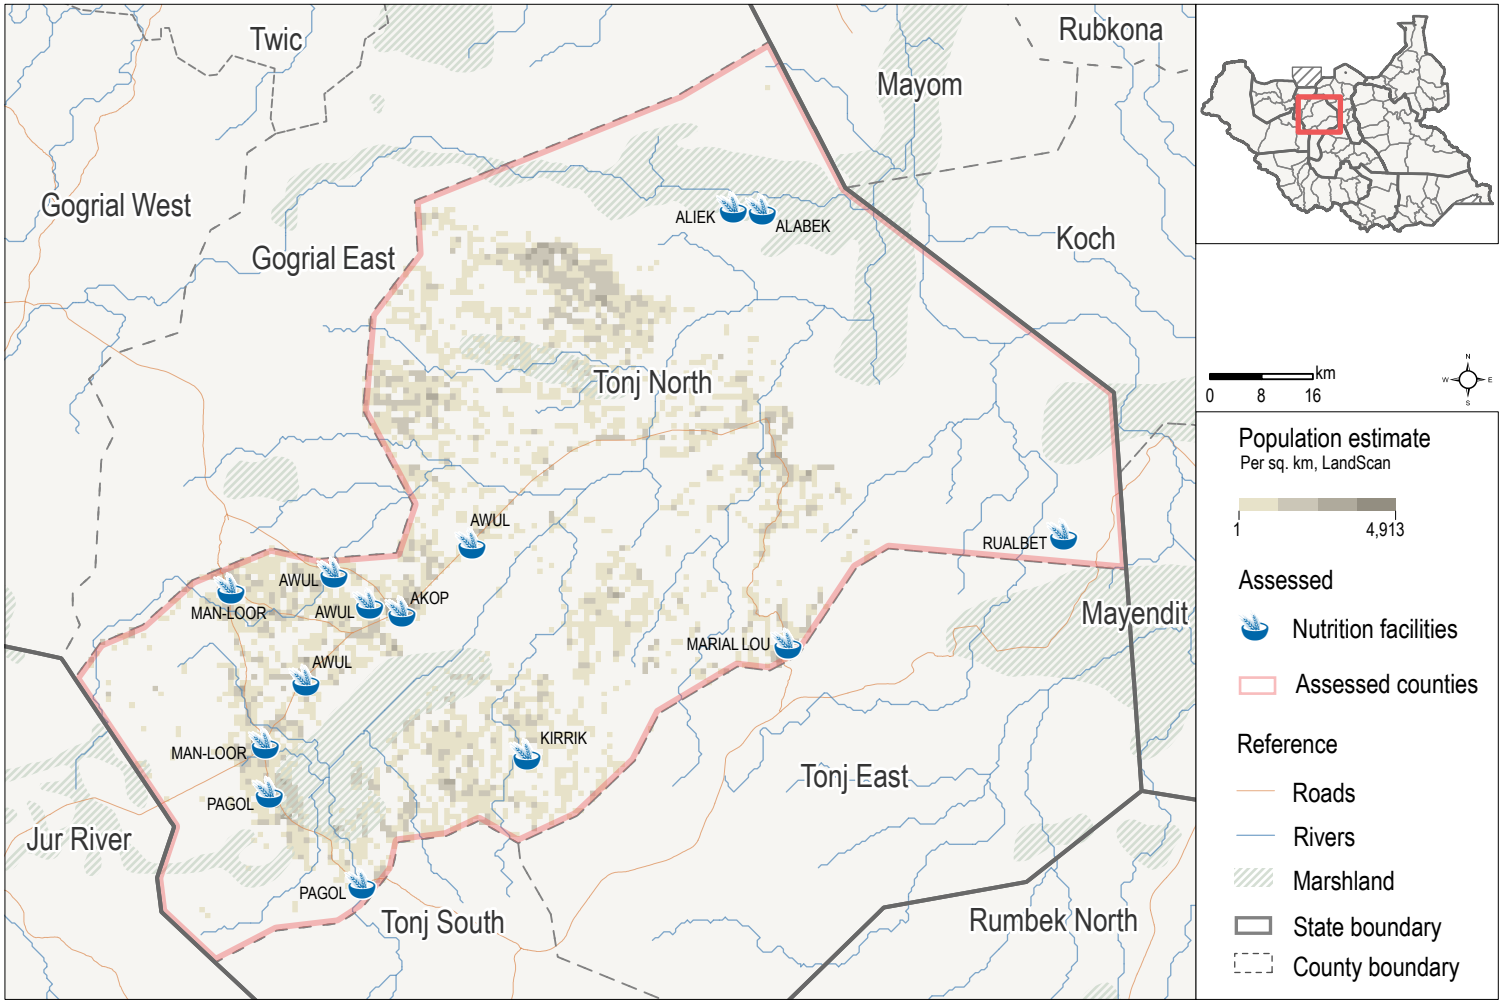 Twic
Rubkona
Mayom
Gogrial West
Gogrial East
ALIEK
ALABEK
Koch
Tonj North
AWUL
RUALBET
AWUL
MAN-LOOR
AWUL
AKOP
Mayendit
MARIAL LOU
AWUL
KIRRIK
MAN-LOOR
Tonj East
PAGOL
Jur River
PAGOL
Tonj South
Rumbek North
km
0 8 16
N
W E
S
Population estimate
Per sq. km, LandScan
1 4,913
Assessed
Nutrition facilities
Assessed counties
Reference
Roads
Rivers
Marshland
State boundary
County boundary